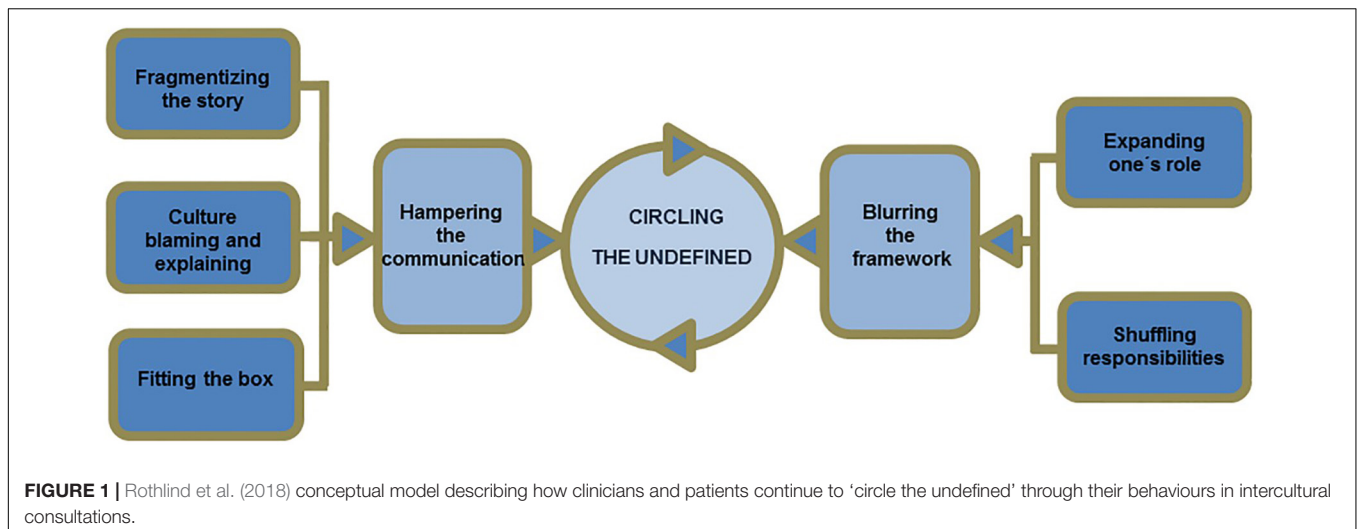 Fragmentizing
the story
Culture
blaming and
explaining
Fitting the box
Hampering
the
communication
CIRCLING
THE UNDEFINED
Blurring
the
framework
Expanding
one´s role
Shuffling
responsibilities
FIGURE 1 | Rothlind et al. (2018) conceptual model describing how clinicians and patients continue to ‘circle the undefined’ through their behaviours in intercultural
consultations.